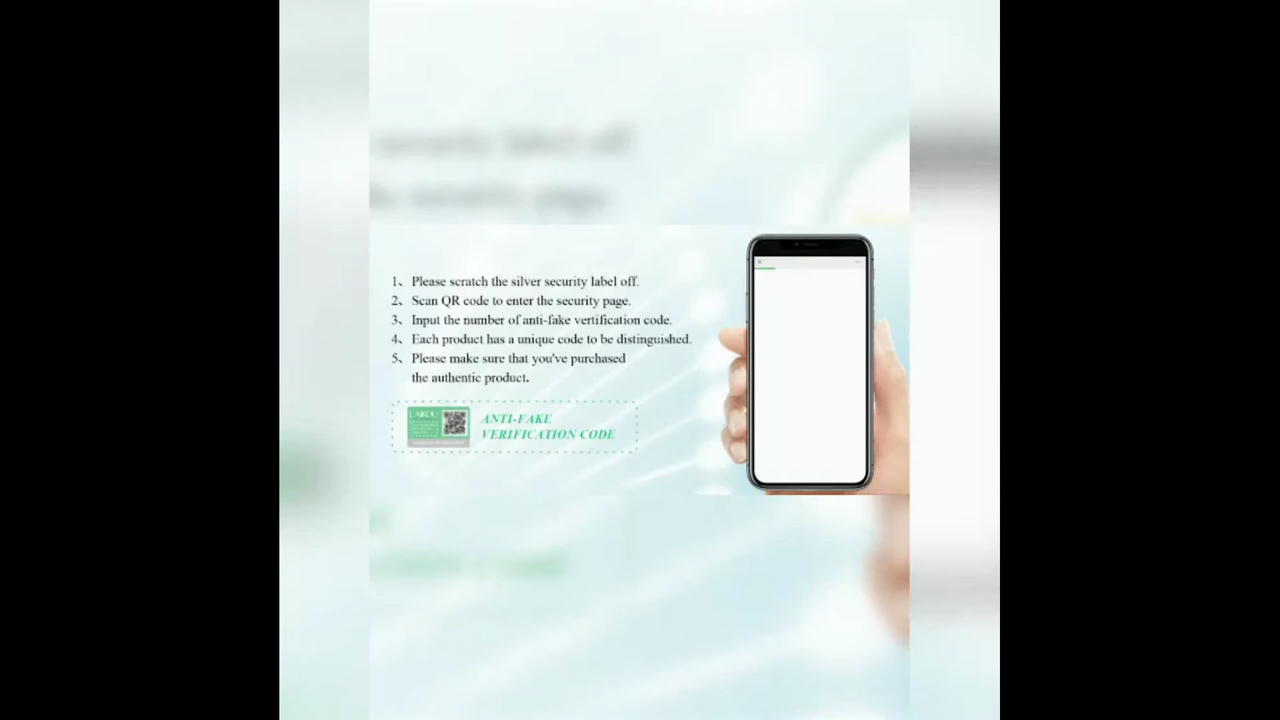 1、 Please scratch the silver security label off.
2、 Scan QR code to enter the security page.
3、 Input the number of anti-fake vertification code.
4、 Each product has a unique code to be distinguished.
5、 Please make sure that you've purchased
the authentic product.
ANTI-FAKE
VERIFICATION CODE